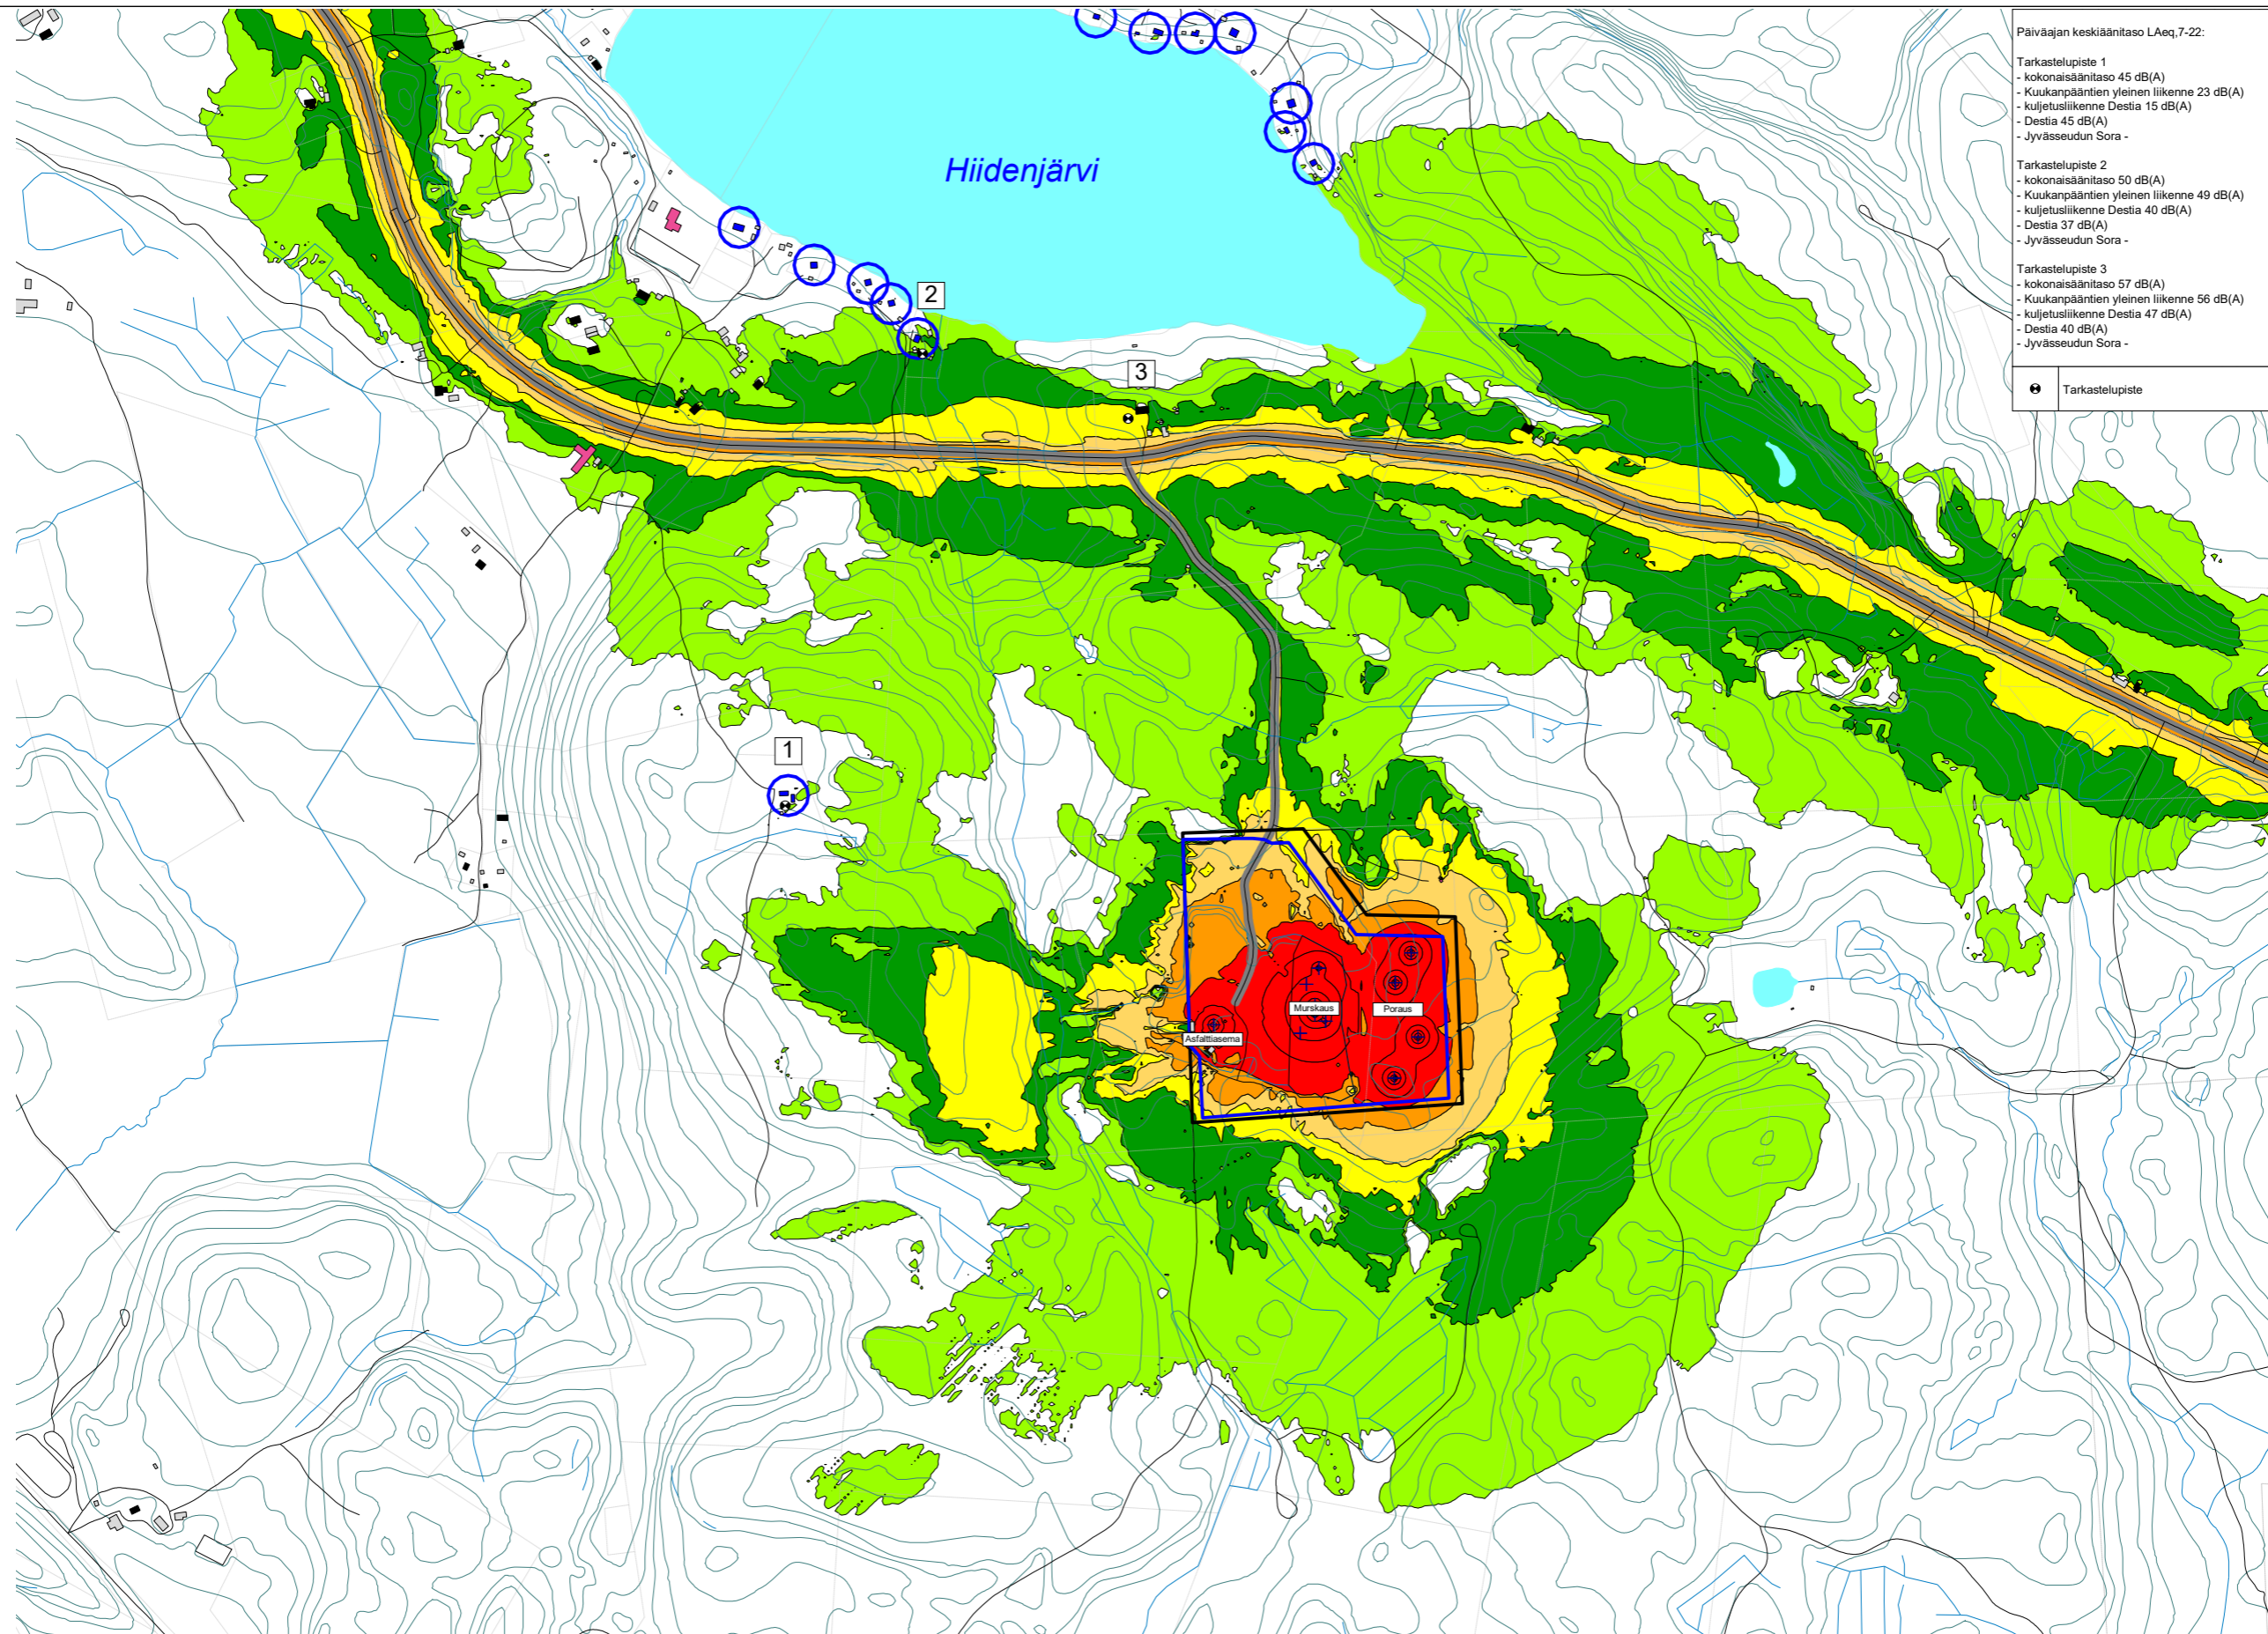 Päiväajan keskiäänitaso LAeq,7-22:
Tarkastelupiste 1
- kokonaisäänitaso 45 dB(A)
- Kuukanpääntien yleinen liikenne 23 dB(A)
- kuljetusliikenne Destia 15 dB(A)
- Destia 45 dB(A)
- Jyvässeudun Sora -
Tarkastelupiste 2
- kokonaisäänitaso 50 dB(A)
- Kuukanpääntien yleinen liikenne 49 dB(A)
- kuljetusliikenne Destia 40 dB(A)
- Destia 37 dB(A)
- Jyvässeudun Sora -
Tarkastelupiste 3
- kokonaisäänitaso 57 dB(A)
- Kuukanpääntien yleinen liikenne 56 dB(A)
- kuljetusliikenne Destia 47 dB(A)
- Destia 40 dB(A)
- Jyvässeudun Sora -
Tarkastelupiste
Hiidenjärvi
2
3
1
Murskaus
Poraus
Asfalttiasema